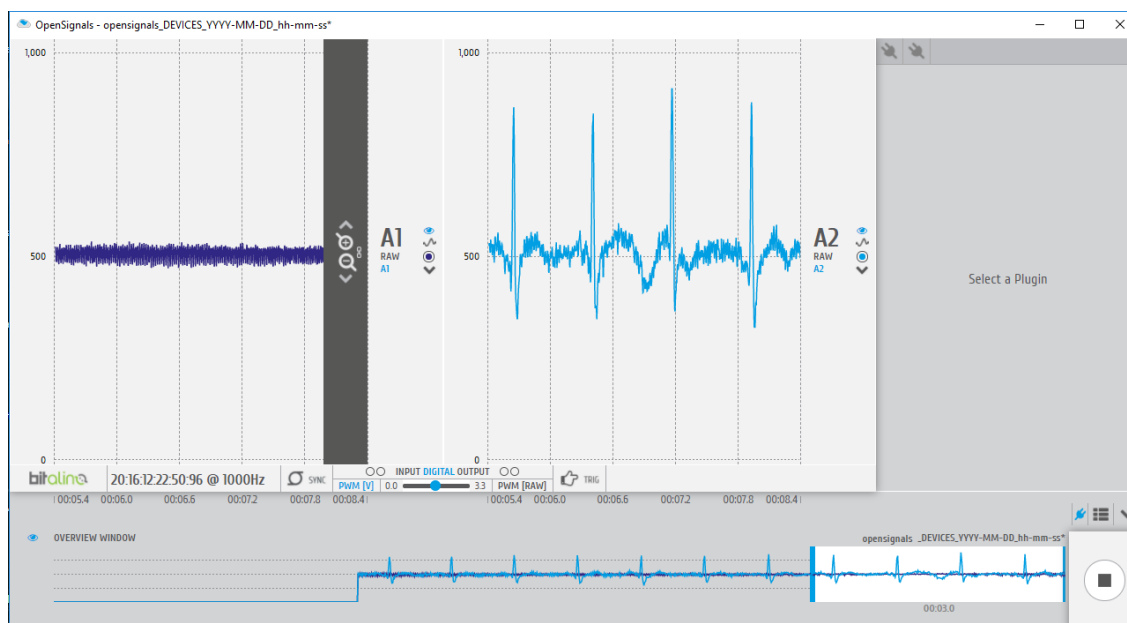 OpenSignals - opensignals_DEVICES_YYYY-MM-DD_hh-mm-ss*
1,000
500
0
A1
RAW
A1
1,000
500
0
A2
RAW
A2
Select a Plugin
bitalino
20:16:12:22:50:96 @ 1000Hz
SYNC
INPUT DIGITAL OUTPUT
PWM [V] 0.0 3.3 PWM [RAW]
TRIG
00:05.4 00:06.0 00:06.6 00:07.2 00:07.8 00:08.4
00:05.4 00:06.0 00:06.6 00:07.2 00:07.8 00:08.4
OVERVIEW WINDOW
opensignals _DEVICES_YYYY-MM-DD_hh-mm-ss*
00:03.0